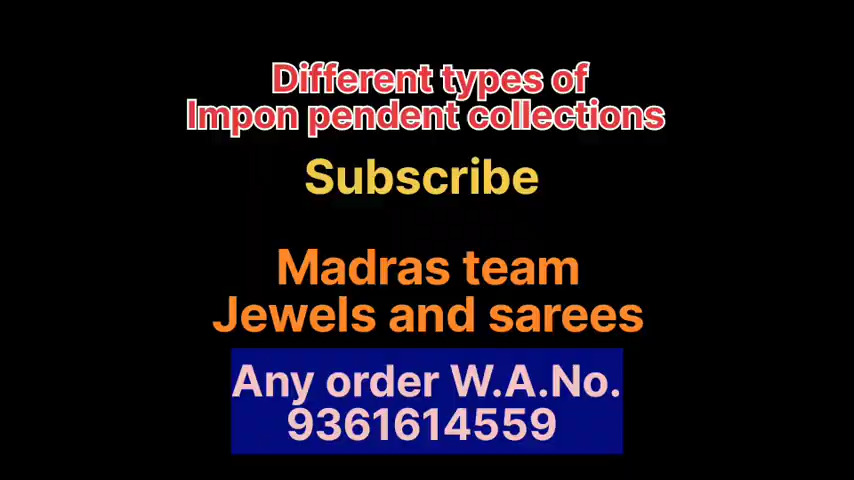 Different types of
Impon pendent collections
Subscribe
Madras team
Jewels and sarees
Any order W.A.No.
9361614559